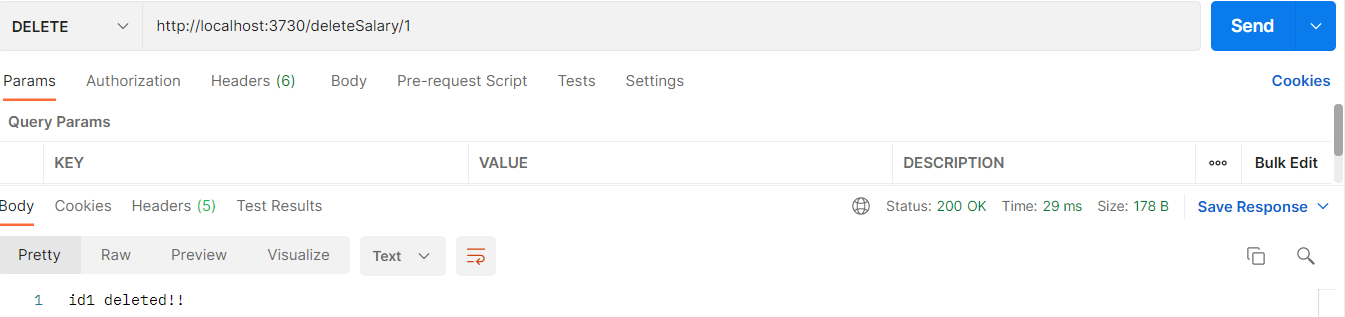 DELETE http://localhost:3730/deleteSalary/1 Send
Params Authorization Headers (6) Body Pre-request Script Tests Settings Cookies
Query Params
KEY VALUE DESCRIPTION Bulk Edit
Body Cookies Headers (5) Test Results Status: 200 OK Time: 29 ms Size: 178 B Save Response
Pretty Raw Preview Visualize Text
1 id1 deleted!!